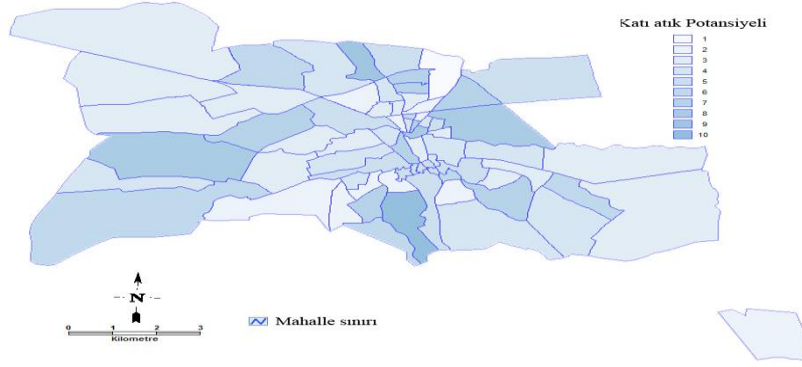 Katı atık Potansiyeli
1
2
3
4
5
6
7
8
9
10
N
Mahalle sınırı
0 1 2 3
Kilometre